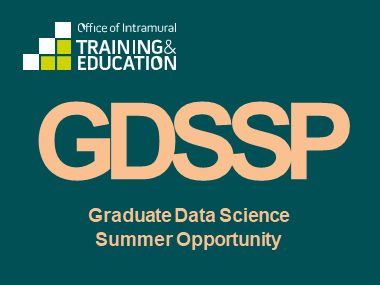 Office of Intramural
TRAINING&
EDUCATION
GDSSP
Graduate Data Science
Summer Opportunity